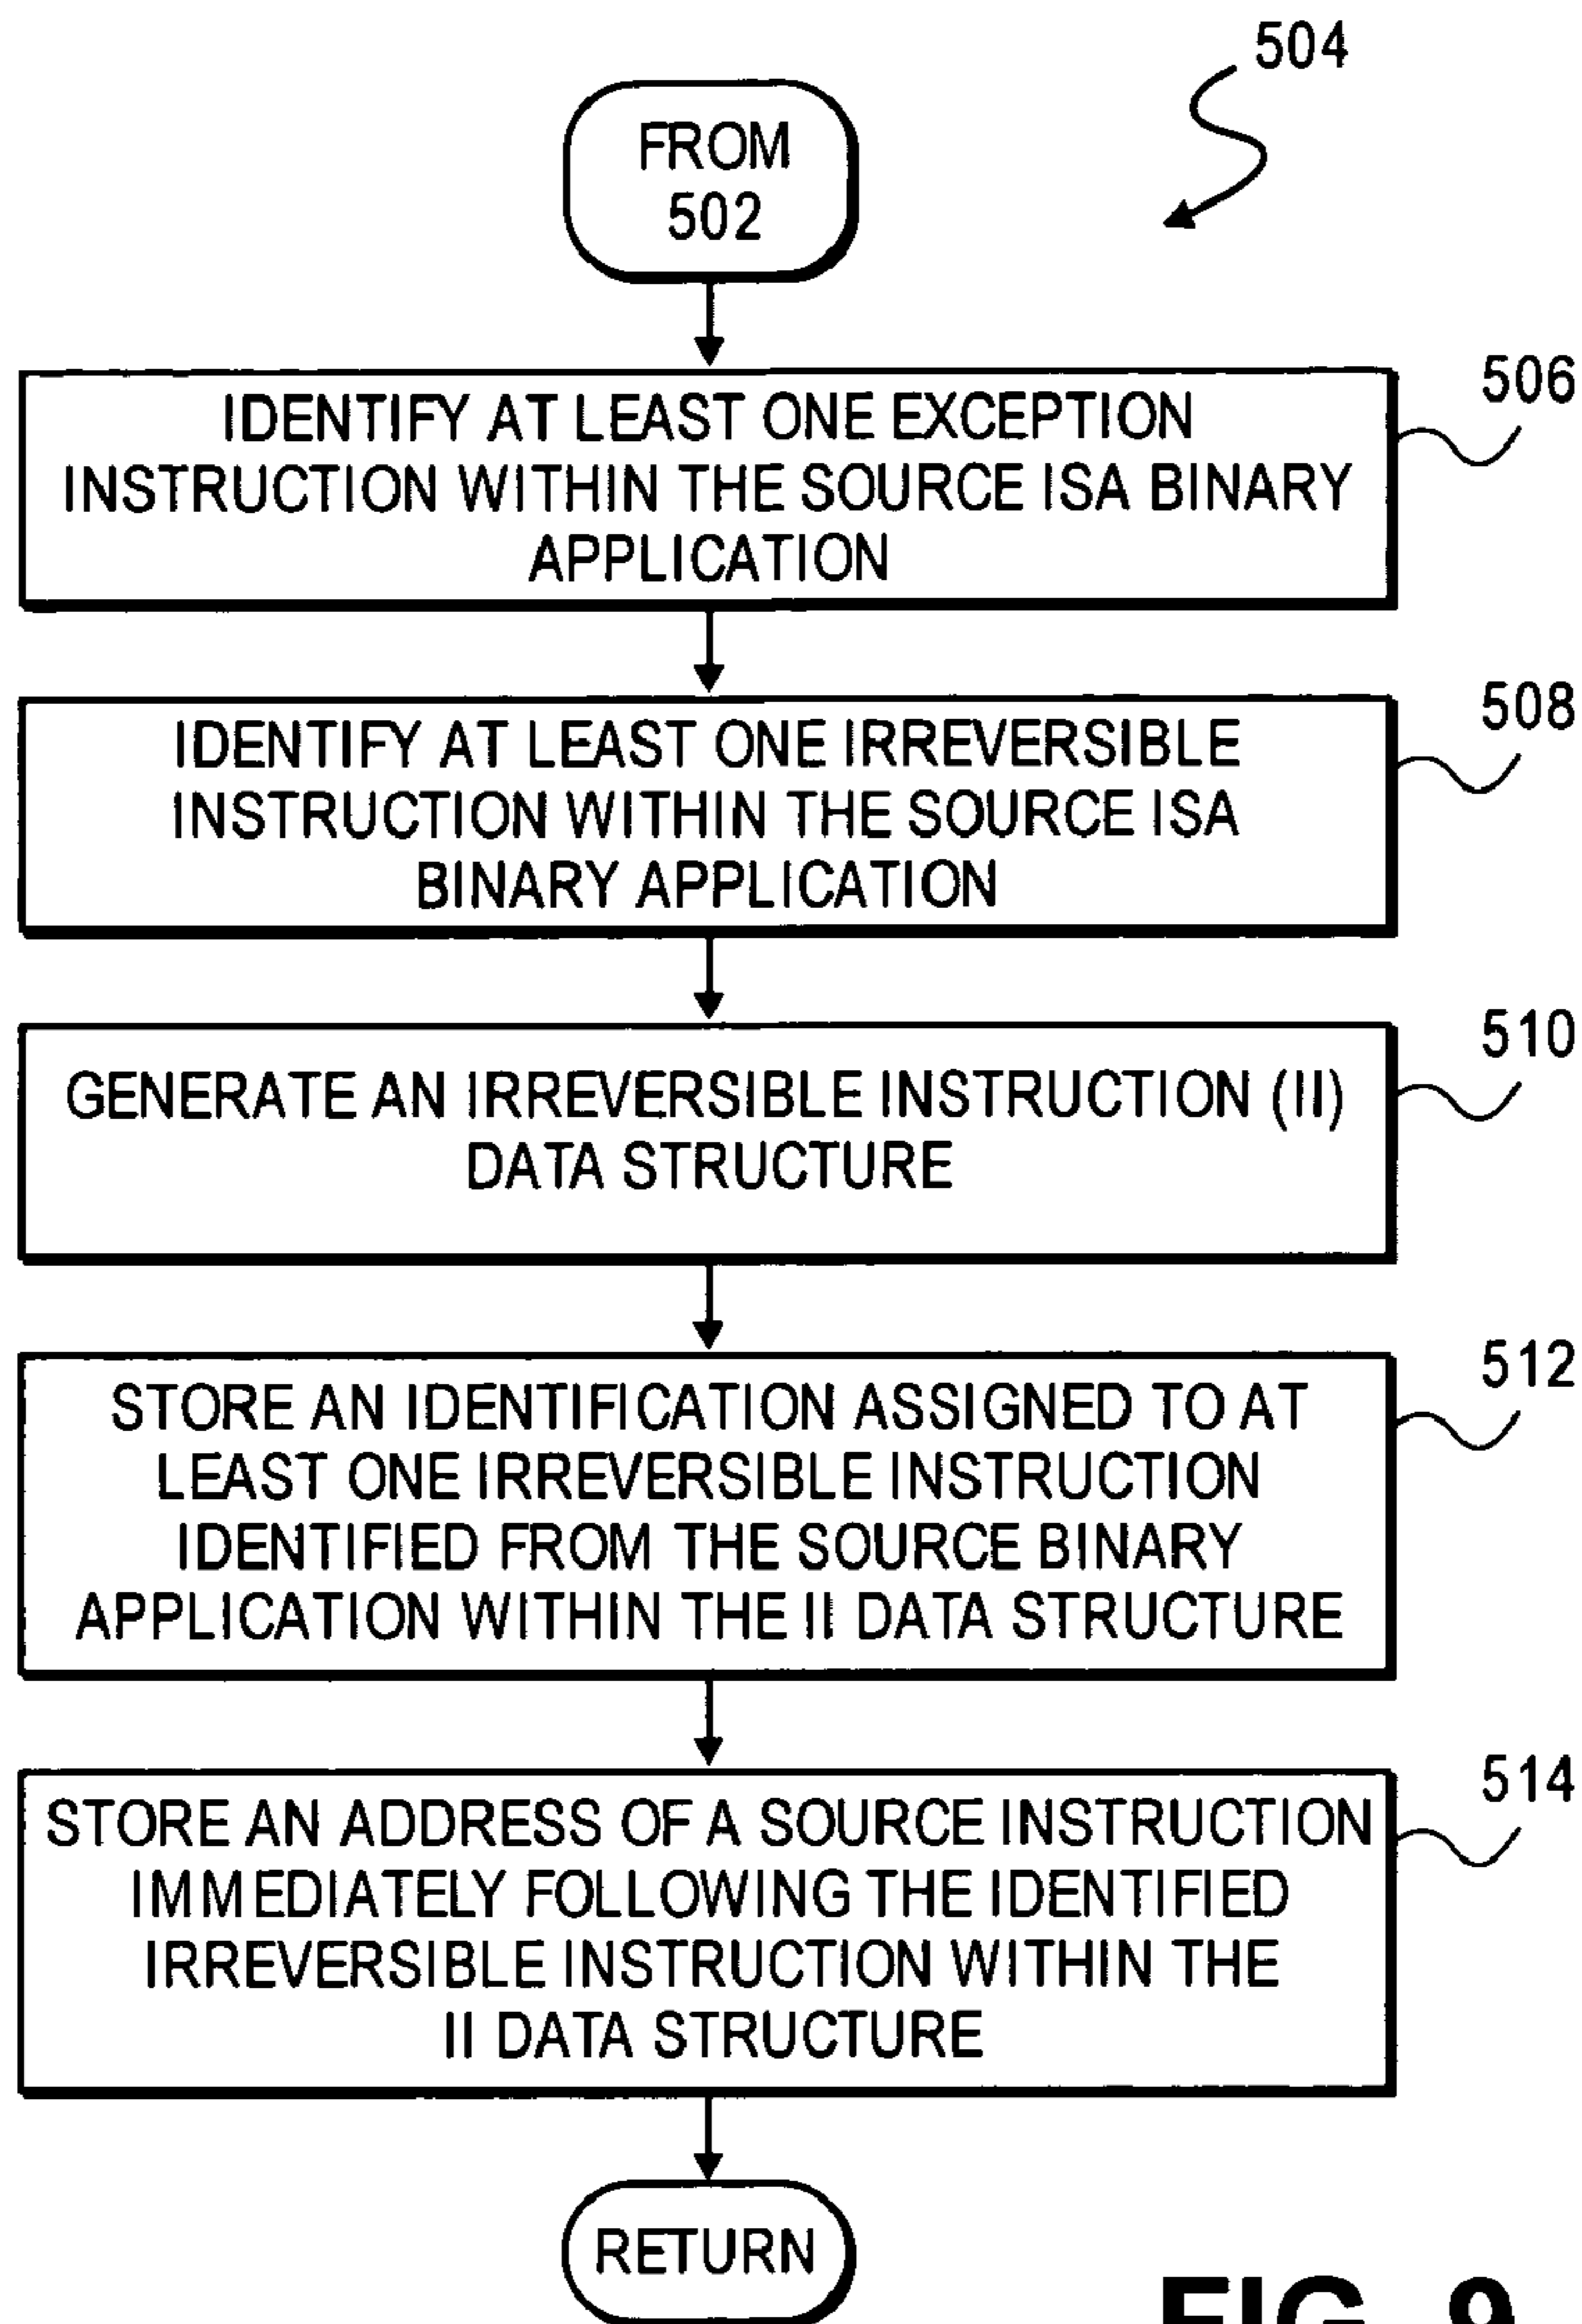 504
FROM
502
506
IDENTIFY AT LEAST ONE EXCEPTION
INSTRUCTION WITHIN THE SOURCE ISA BINARY
APPLICATION
508
IDENTIFY AT LEAST ONE IRREVERSIBLE
INSTRUCTION WITHIN THE SOURCE ISA
BINARY APPLICATION
510
GENERATE AN IRREVERSIBLE INSTRUCTION (II)
DATA STRUCTURE
512
STORE AN IDENTIFICATION ASSIGNED TO AT
LEAST ONE IRREVERSIBLE INSTRUCTION
IDENTIFIED FROM THE SOURCE BINARY
APPLICATION WITHIN THE II DATA STRUCTURE
514
STORE AN ADDRESS OF A SOURCE INSTRUCTION
IMMEDIATELY FOLLOWING THE IDENTIFIED
IRREVERSIBLE INSTRUCTION WITHIN THE
II DATA STRUCTURE
RETURN
FIG. 9